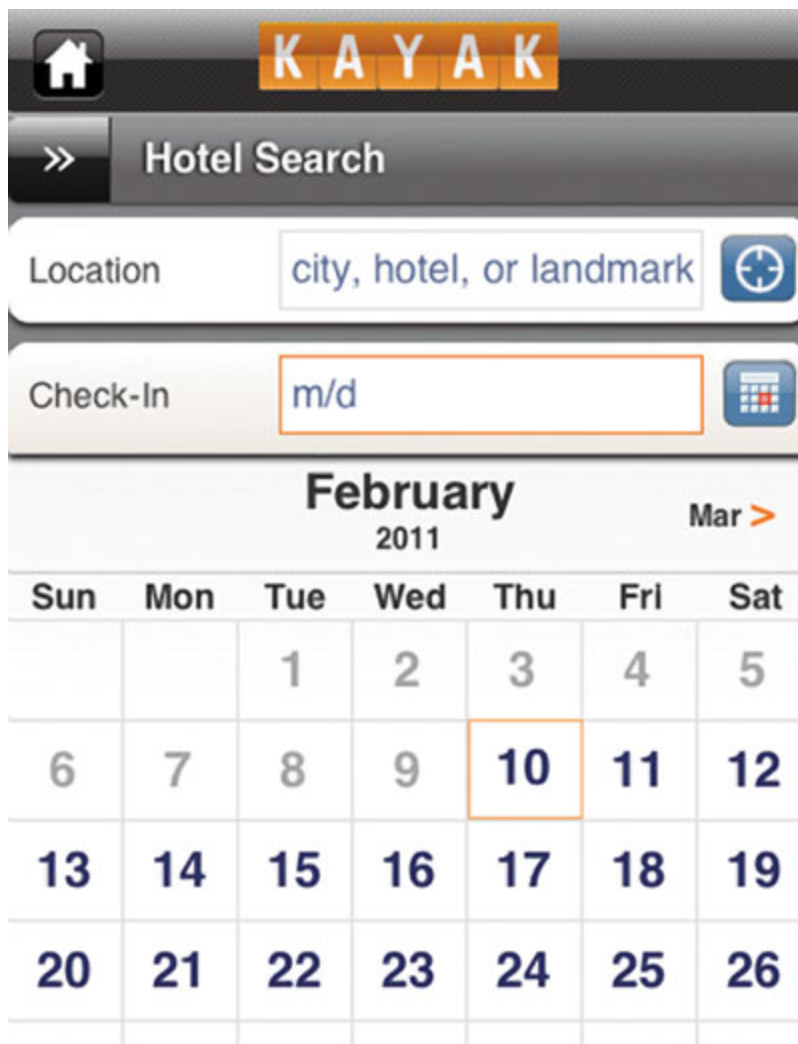 KAYAK
» Hotel Search
Location city, hotel, or landmark
Check-In m/d
February
2011
Mar >
Sun Mon Tue Wed Thu Fri Sat
1 2 3 4 5
6 7 8 9 10 11 12
13 14 15 16 17 18 19
20 21 22 23 24 25 26